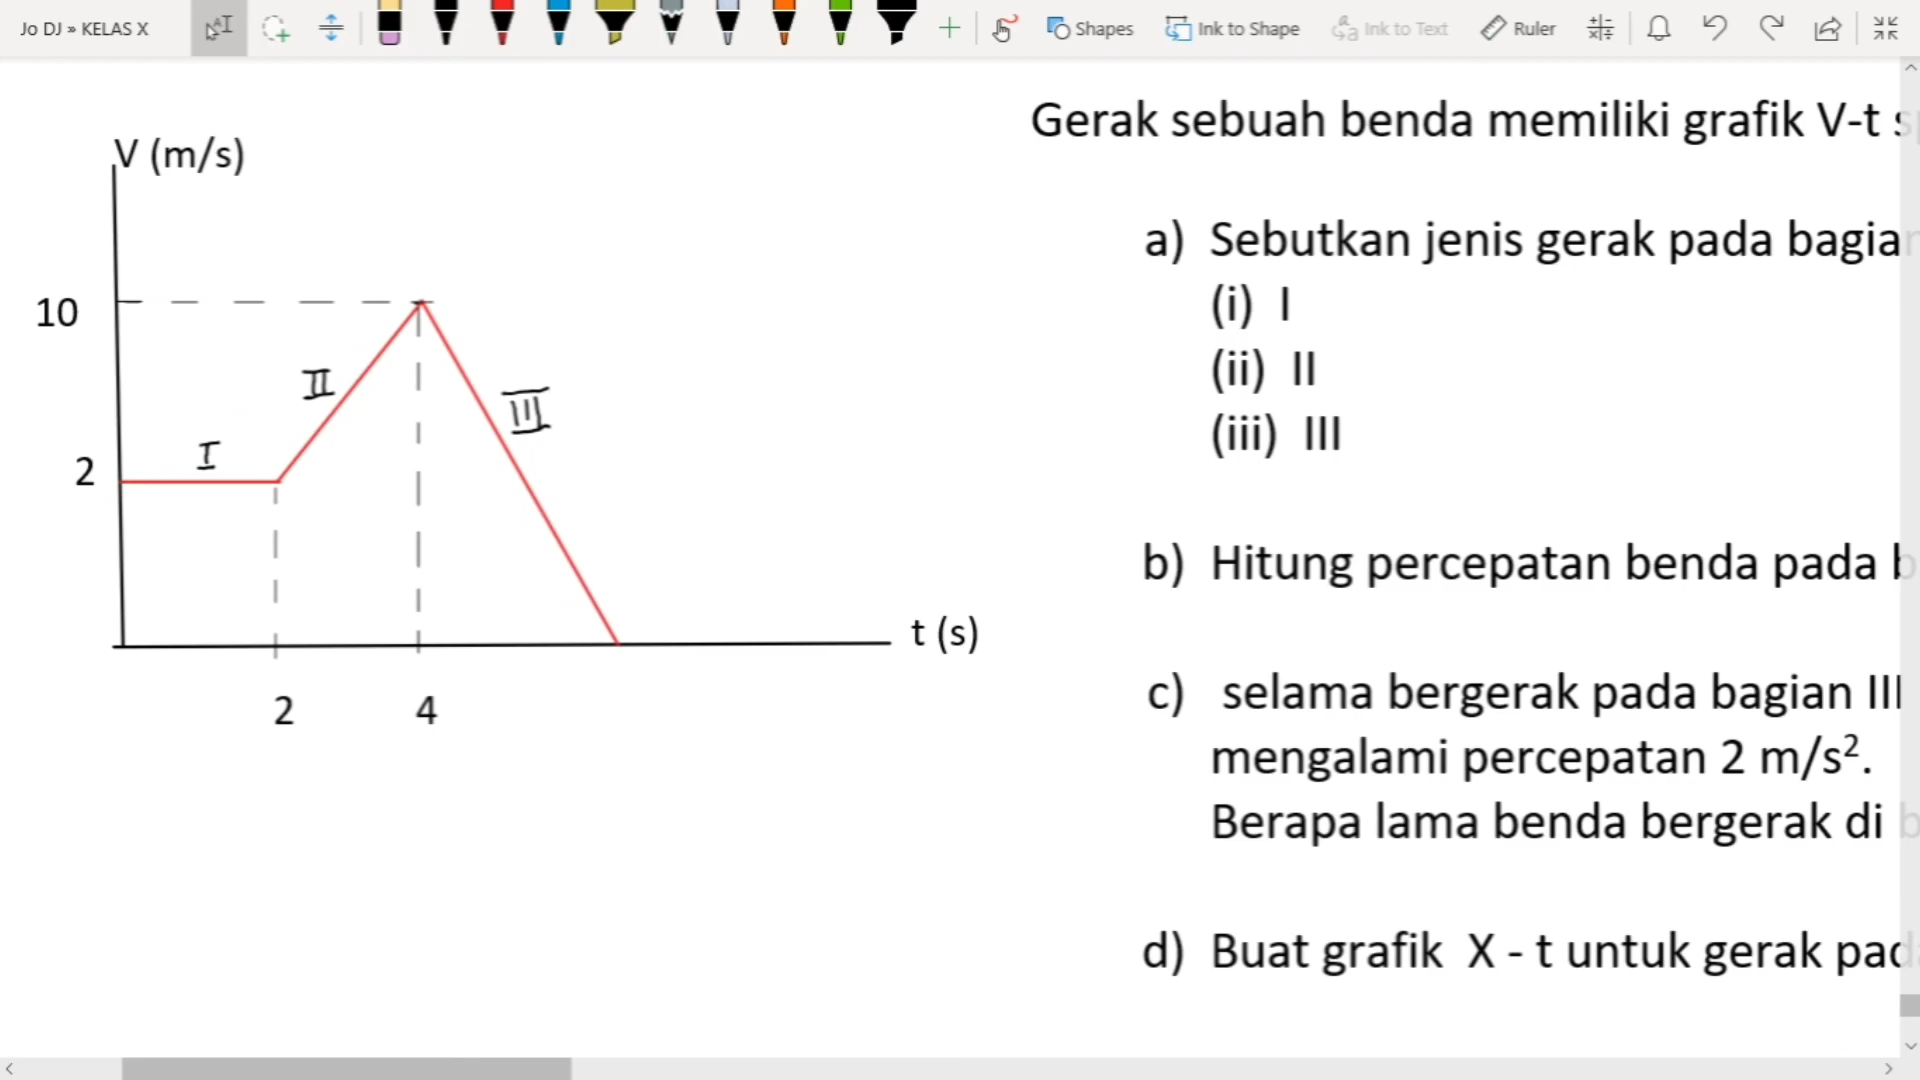 Jo DJ » KELAS X
Shapes
Ink to Shape
Ink to Text
Ruler
V (m/s)
10
II
III
2
I
t (s)
2
4
Gerak sebuah benda memiliki grafik V-t
a) Sebutkan jenis gerak pada
(i) I
(ii) II
(iii) III
b) Hitung percepatan benda pada
c) selama bergerak pada bagian III
mengalami percepatan 2 m/s².
Berapa lama benda bergerak di
d) Buat grafik X - t untuk gerak